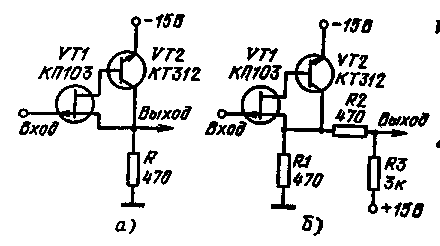 -15В
VT1
КП103
VT2
КТ312
Вход
Выход
R
470
а)
-15В
VT1
КП103
VT2
КТ312
R2
470
Выход
Вход
R1
470
R3
3к
+15В
б)